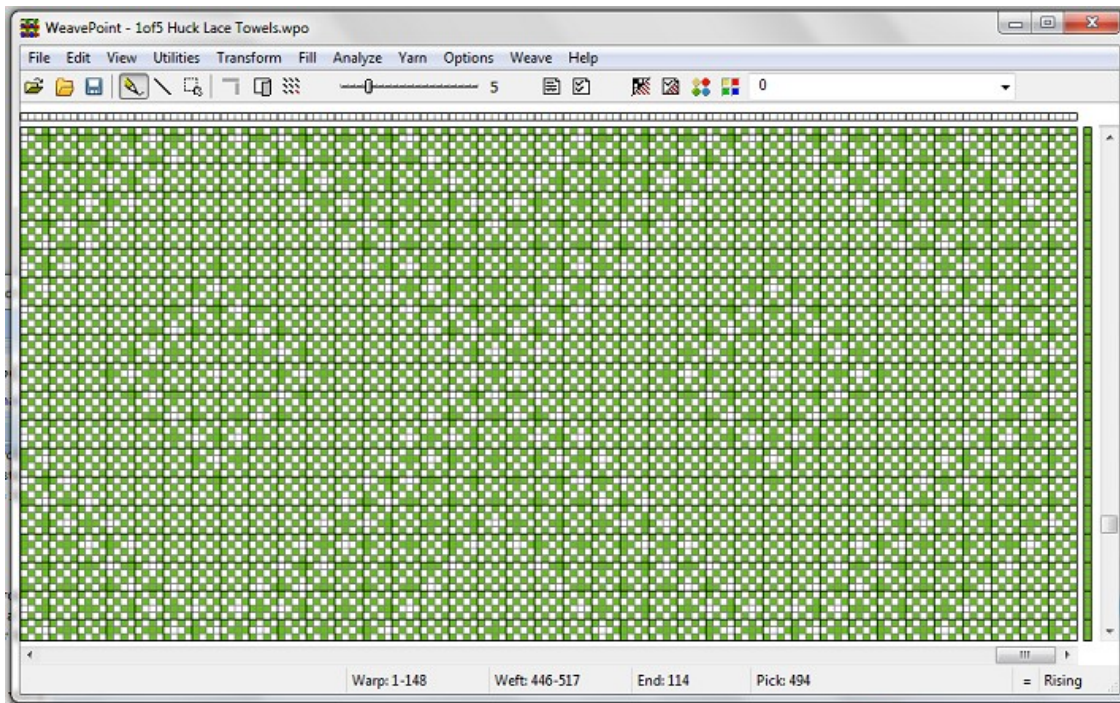 WeavePoint - 1of5 Huck Lace Towels.wpo
File Edit View Utilities Transform Fill Analyze Yarn Options Weave Help
5 0
Warp: 1-148 Weft: 446-517 End: 114 Pick: 494 = Rising